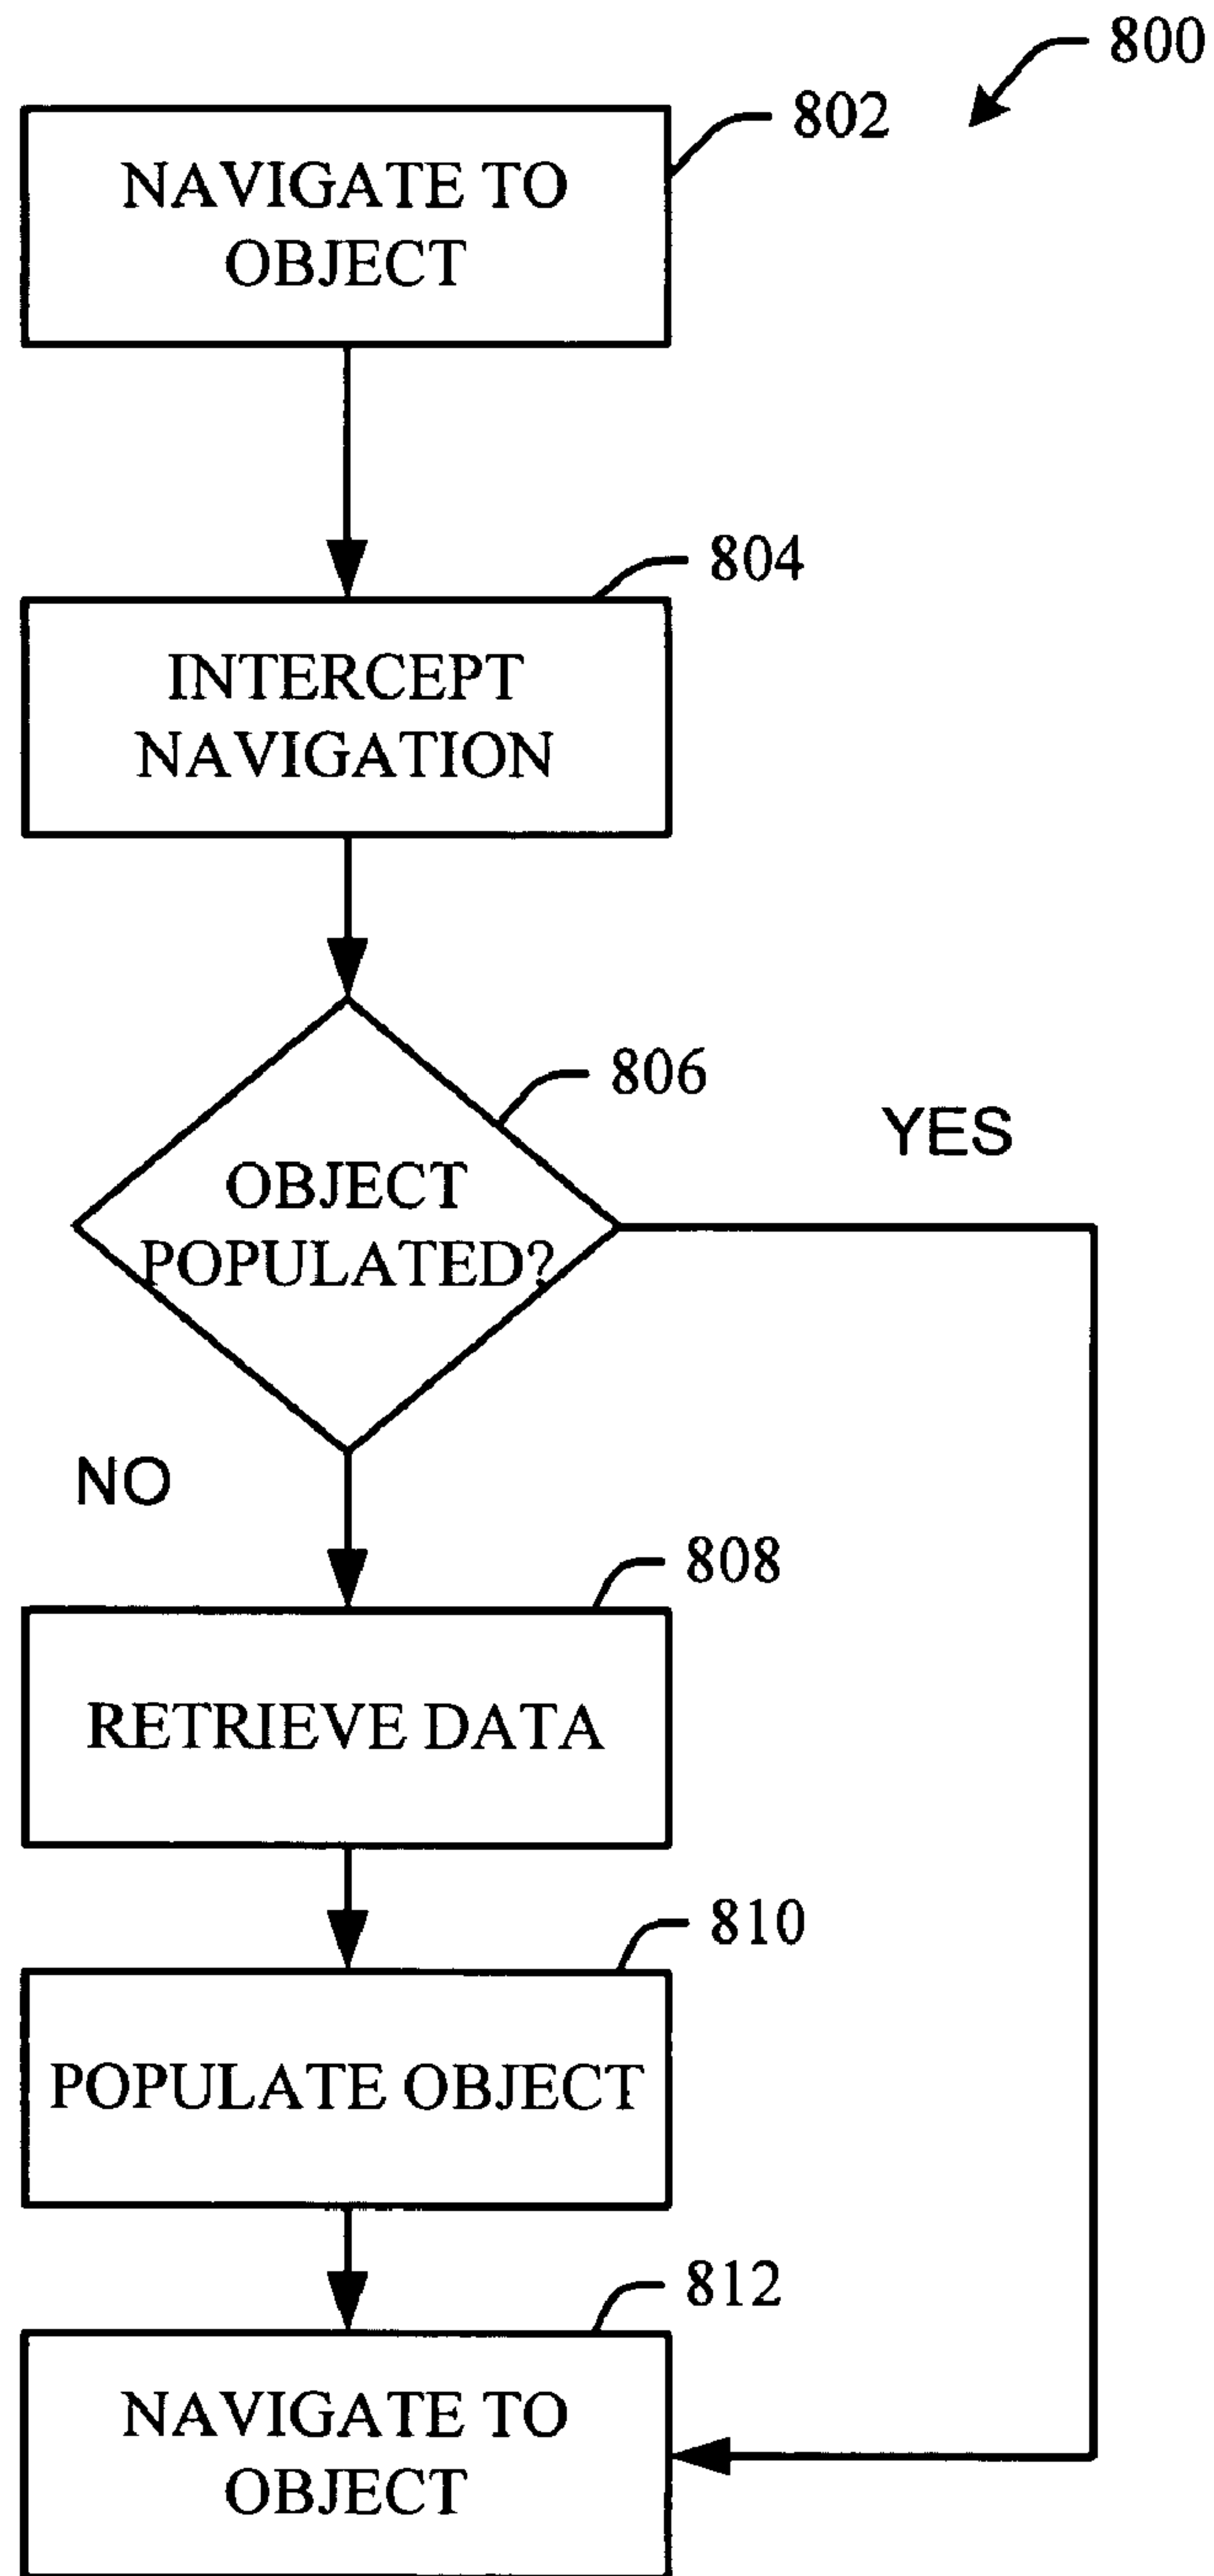 800
802
NAVIGATE TO
OBJECT
804
INTERCEPT
NAVIGATION
806
YES
OBJECT
POPULATED?
NO
808
RETRIEVE DATA
810
POPULATE OBJECT
812
NAVIGATE TO
OBJECT